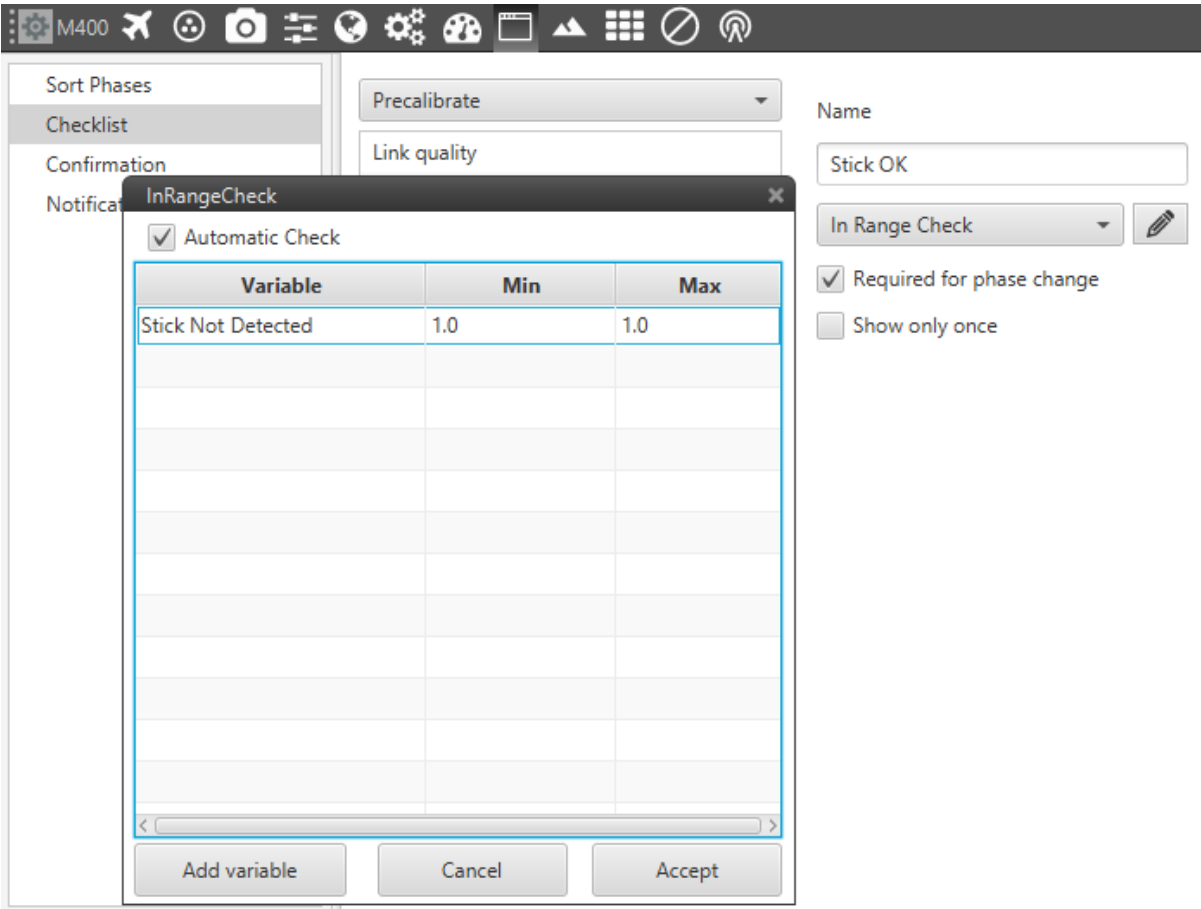 M400
Sort Phases
Checklist
Confirmation
Notificat
Precalibrate
Link quality
InRangeCheck
Automatic Check
Variable Min Max
Stick Not Detected 1.0 1.0
Add variable Cancel Accept
Name
Stick OK
In Range Check
Required for phase change
Show only once